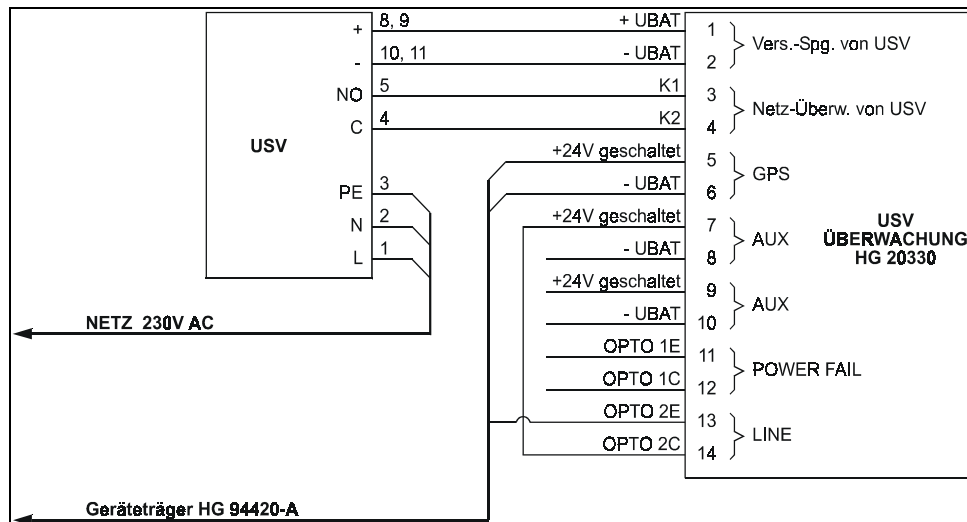 + 8, 9 + UBAT 1 Vers.-Spg. von USV
- 10, 11 - UBAT 2
NO 5 K1 3 Netz-Überw. von USV
C 4 K2 4
USV
+24V geschaltet 5 GPS
PE 3 - UBAT 6
N 2 +24V geschaltet 7 AUX
L 1 - UBAT 8
USV
ÜBERWACHUNG
HG 20330
+24V geschaltet 9 AUX
- UBAT 10
NETZ 230V AC
OPTO 1E 11 POWER FAIL
OPTO 1C 12
OPTO 2E 13 LINE
OPTO 2C 14
Geräteträger HG 94420-A